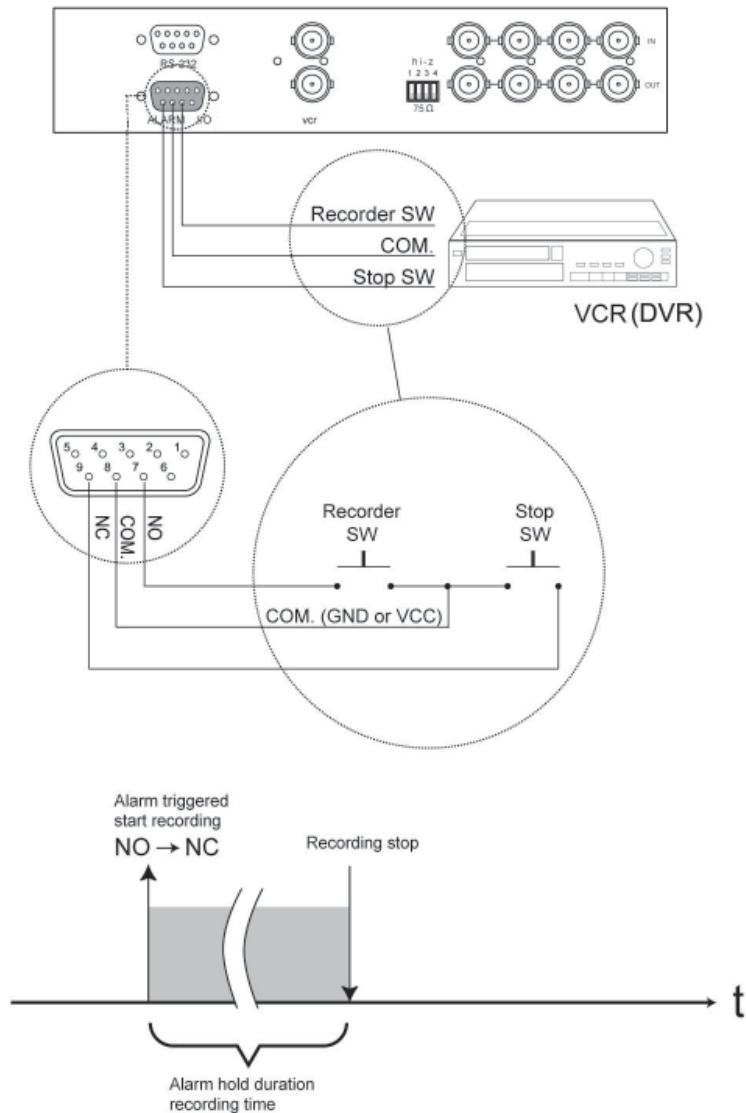 RS-232
ALARM I/O
vcr
hi-z
1 2 3 4
75Ω
IN
OUT
Recorder SW
COM.
Stop SW
VCR (DVR)
5 4 3 2 1
9 8 7 6
NC
COM.
NO
Recorder
SW
Stop
SW
COM. (GND or VCC)
Alarm triggered
start recording
NO → NC
Recording stop
t
Alarm hold duration
recording time